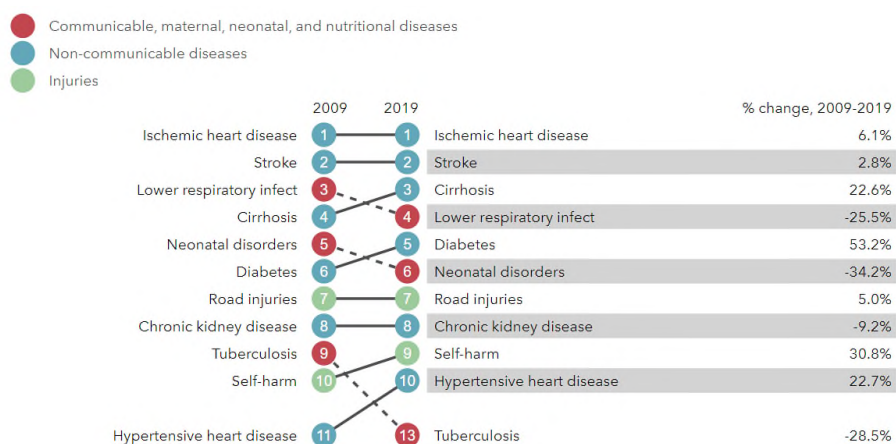 Communicable, maternal, neonatal, and nutritional diseases
Non-communicable diseases
Injuries
2009 2019 % change, 2009-2019
Ischemic heart disease 1 1 Ischemic heart disease 6.1%
Stroke 2 2 Stroke 2.8%
Lower respiratory infect 3 3 Cirrhosis 22.6%
Cirrhosis 4 4 Lower respiratory infect -25.5%
Neonatal disorders 5 5 Diabetes 53.2%
Diabetes 6 6 Neonatal disorders -34.2%
Road injuries 7 7 Road injuries 5.0%
Chronic kidney disease 8 8 Chronic kidney disease -9.2%
Tuberculosis 9 9 Self-harm 30.8%
Self-harm 10 10 Hypertensive heart disease 22.7%
Hypertensive heart disease 11 13 Tuberculosis -28.5%